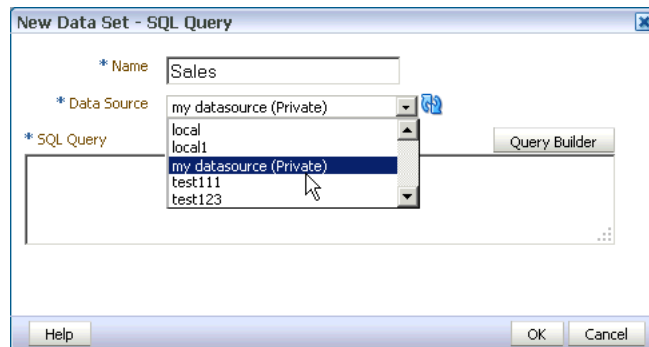 New Data Set - SQL Query
* Name Sales
* Data Source my datasource (Private)
local
* SQL Query local1 Query Builder
my datasource (Private)
test111
test123
Help OK Cancel